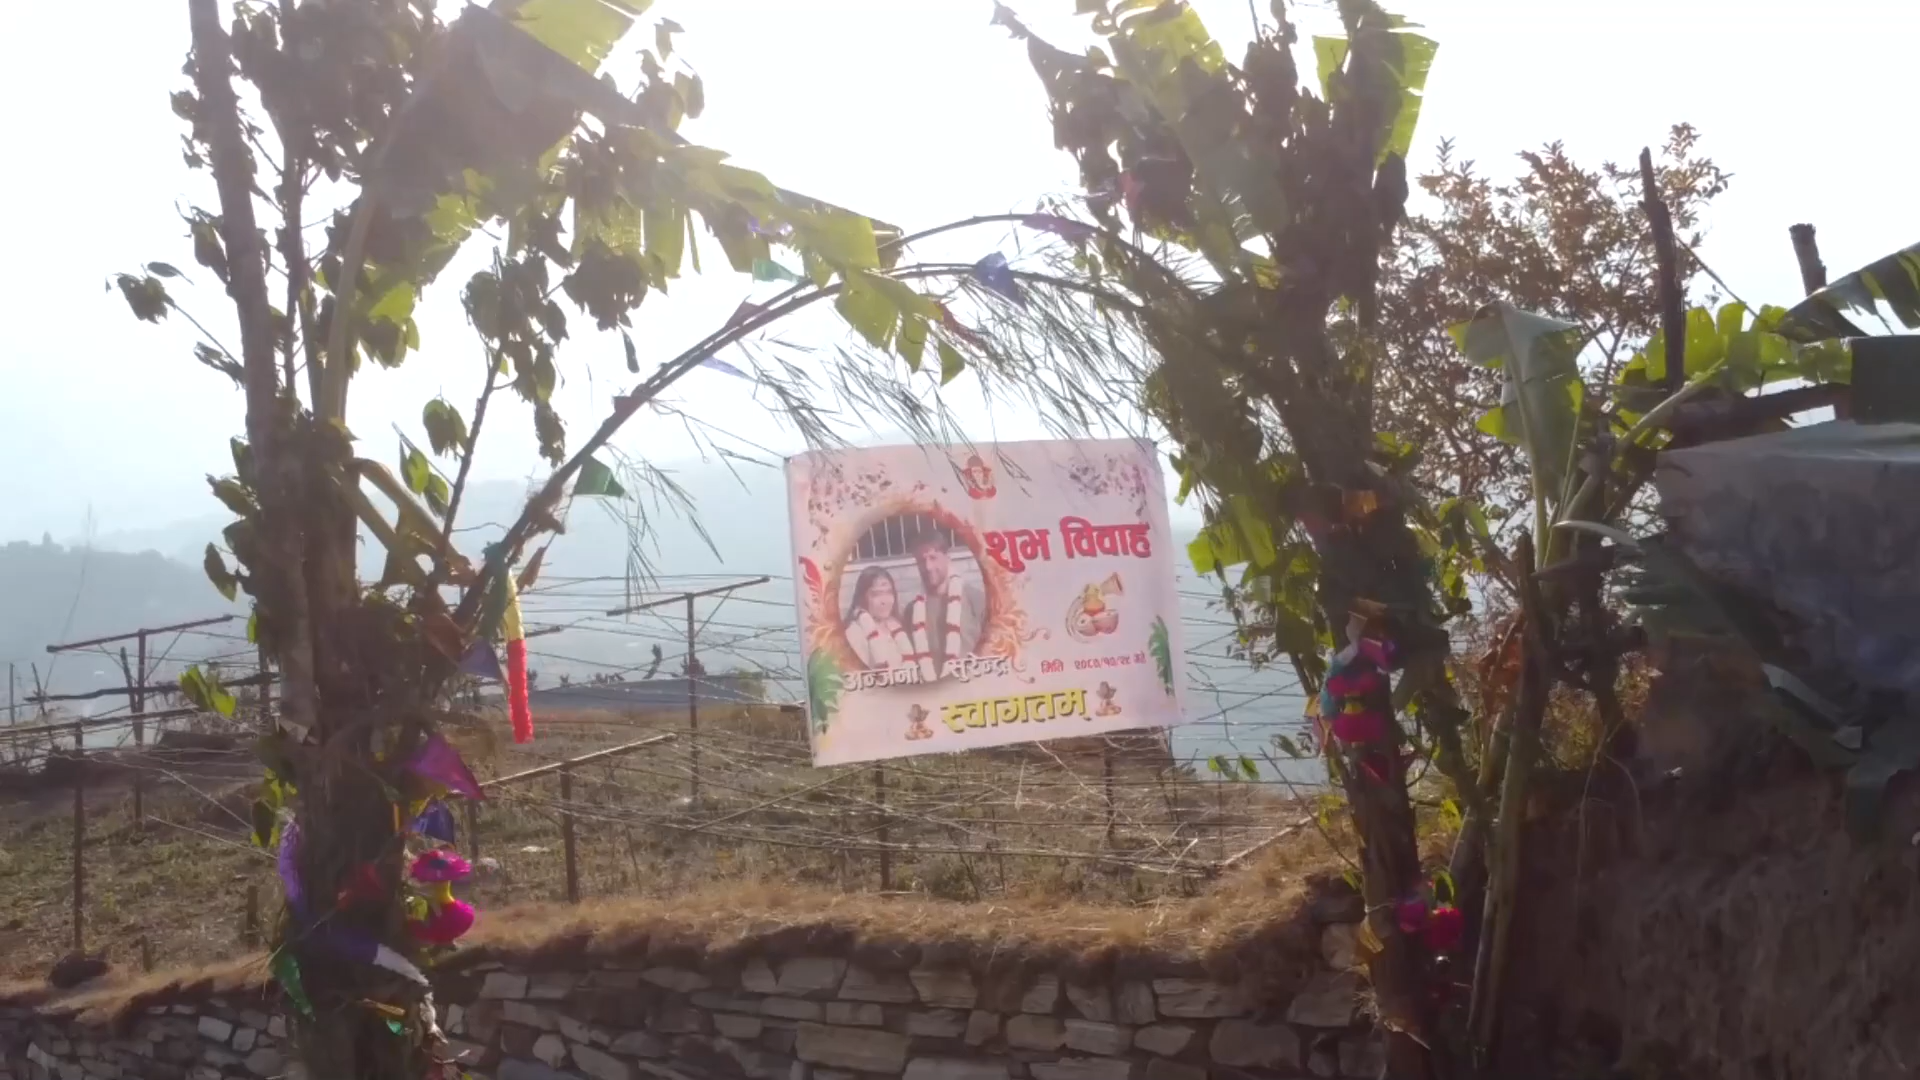 शुभ विवाह
अन्जना सुरेन्द्र
मिति
स्वागतम्